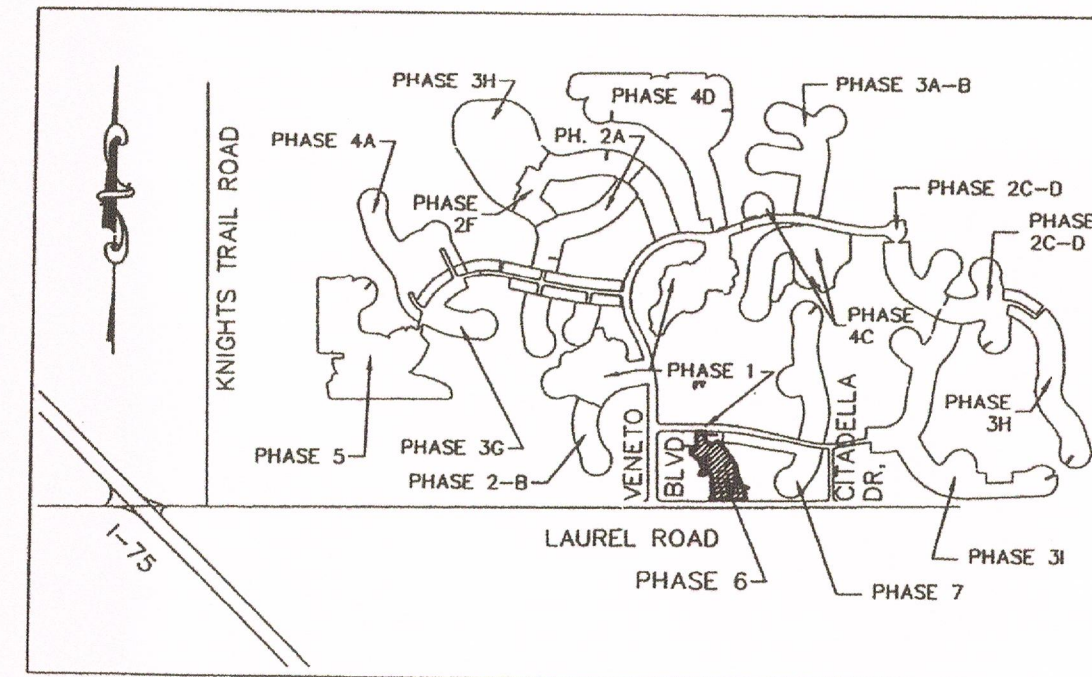 PHASE 3H
PHASE 4D
PHASE 3A-B
KNIGHTS TRAIL ROAD
PHASE 4A
PH. 2A
PHASE
2F
PHASE 2C-D
PHASE
2C-D
PHASE
4C
PHASE 1
PHASE
3H
PHASE 5
PHASE 3G
PHASE 2-B
VENETO
BLVD
CITADELLA
DR.
I-75
LAUREL ROAD
PHASE 6
PHASE 7
PHASE 3I